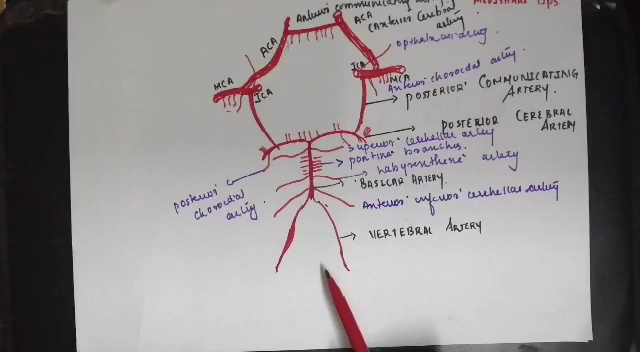 MEDISHARE TIPS
Anterior communicating
ACA
(Anterior Cerebral
artery
ACA
artery
ICA
MCA
Anterior choroidal artery
MCA
ICA
POSTERIOR COMMUNICATING
ARTERY.
POSTERIOR CEREBRAL
ARTERY
Superior cerebellar artery
pontine branches.
artery
posterior
choroidal
artery
BASILAR ARTERY.
Anterior inferior cerebellar artery
VERTEBRAL ARTERY